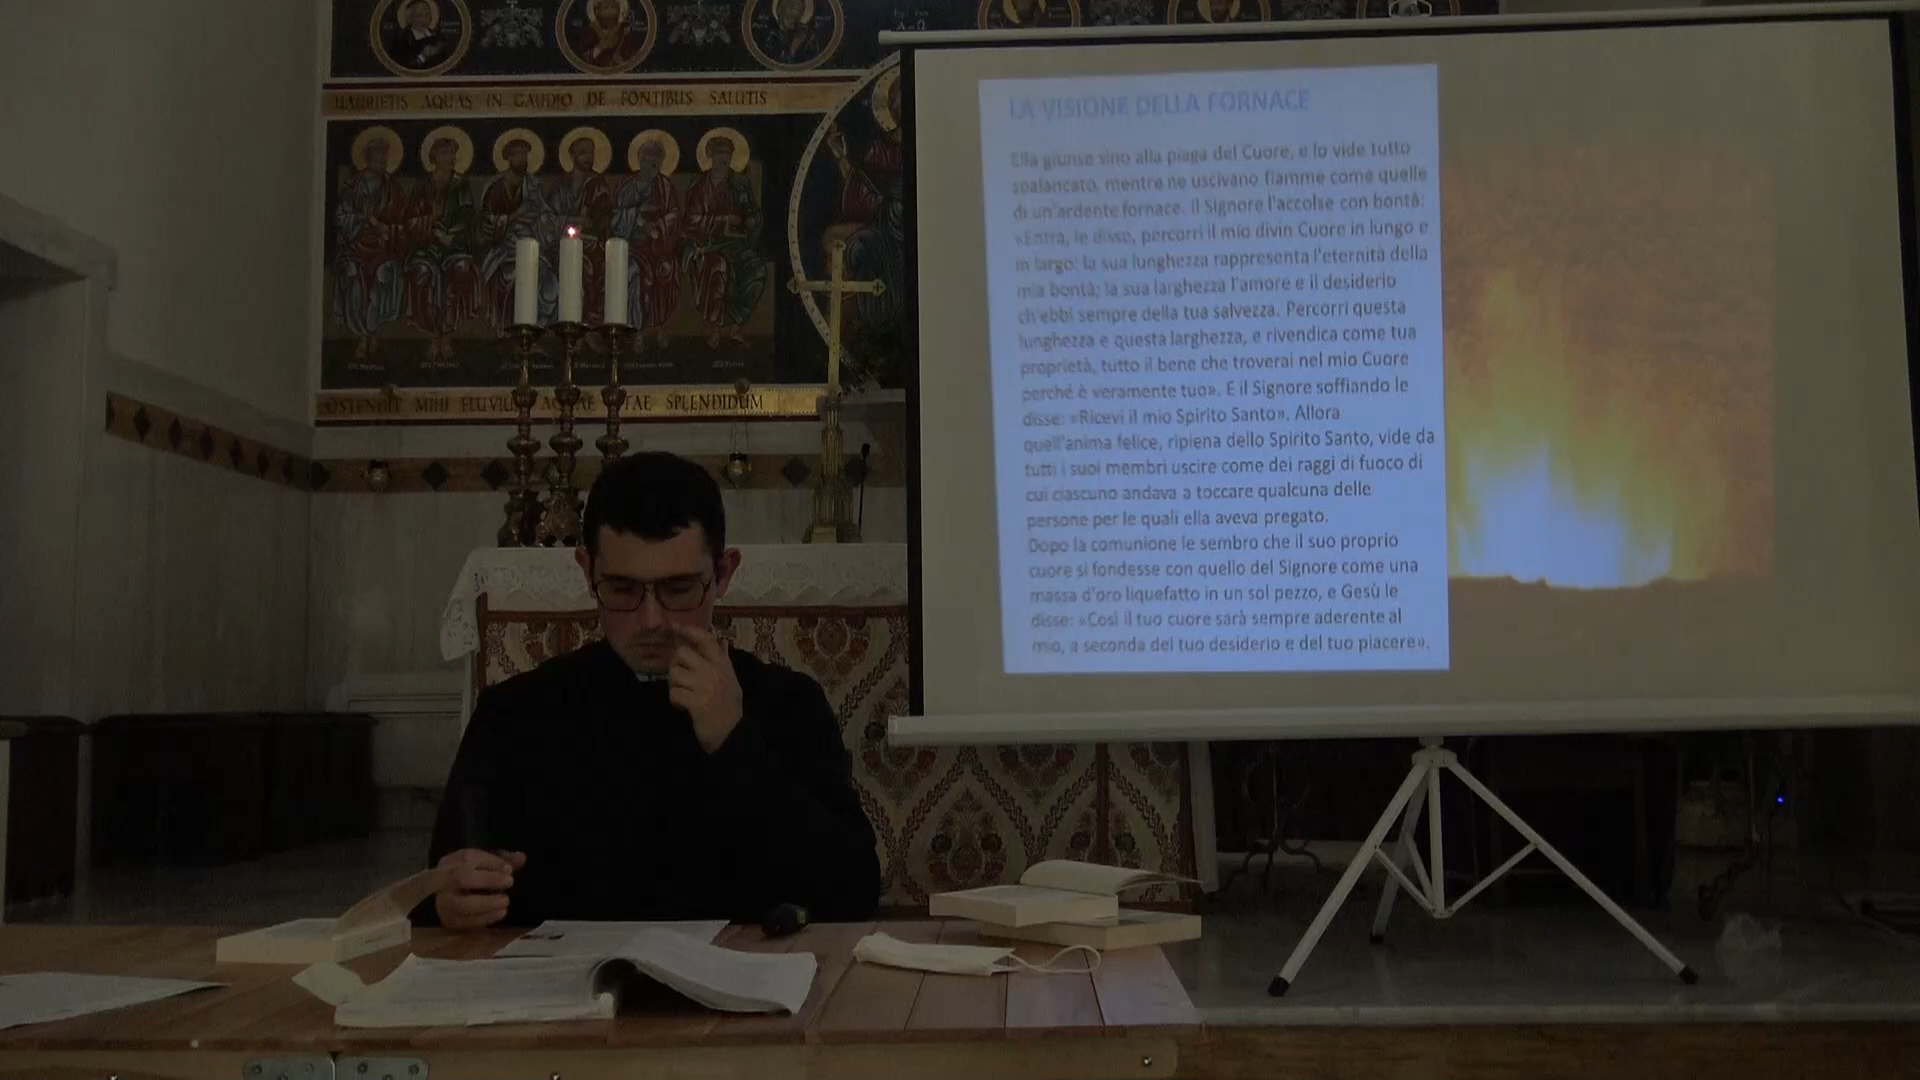 HAURIETIS AQUAS IN GAUDIO DE FONTIBUS SALUTIS
OSTENDIT MIHI FLUVIU AQUAE TAE SPLENDIDUM
LA VISIONE DELLA FORNACE
Ella giunse sino alla piaga del Cuore, e lo vide tutto
spalancato, mentre ne uscivano fiamme come quelle
di un'ardente fornace. Il Signore l'accolse con bontà:
«Entra, le disse, percorri il mio divin Cuore in lungo e
in largo: la sua lunghezza rappresenta l'eternità della
mia bontà; la sua larghezza l'amore e il desiderio
ch'ebbi sempre della tua salvezza. Percorri questa
lunghezza e questa larghezza, e rivendica come tua
proprietà, tutto il bene che troverai nel mio Cuore
perché è veramente tuo». E il Signore soffiando le
disse: «Ricevi il mio Spirito Santo». Allora
quell'anima felice, ripiena dello Spirito Santo, vide da
tutti i suoi membri uscire come dei raggi di fuoco di
cui ciascuno andava a toccare qualcuna delle
persone per le quali ella aveva pregato.
Dopo la comunione le sembro che il suo proprio
cuore si fondesse con quello del Signore come una
massa d'oro liquefatto in un sol pezzo, e Gesù le
disse: «Così il tuo cuore sarà sempre aderente al
mio, a seconda del tuo desiderio e del tuo piacere».